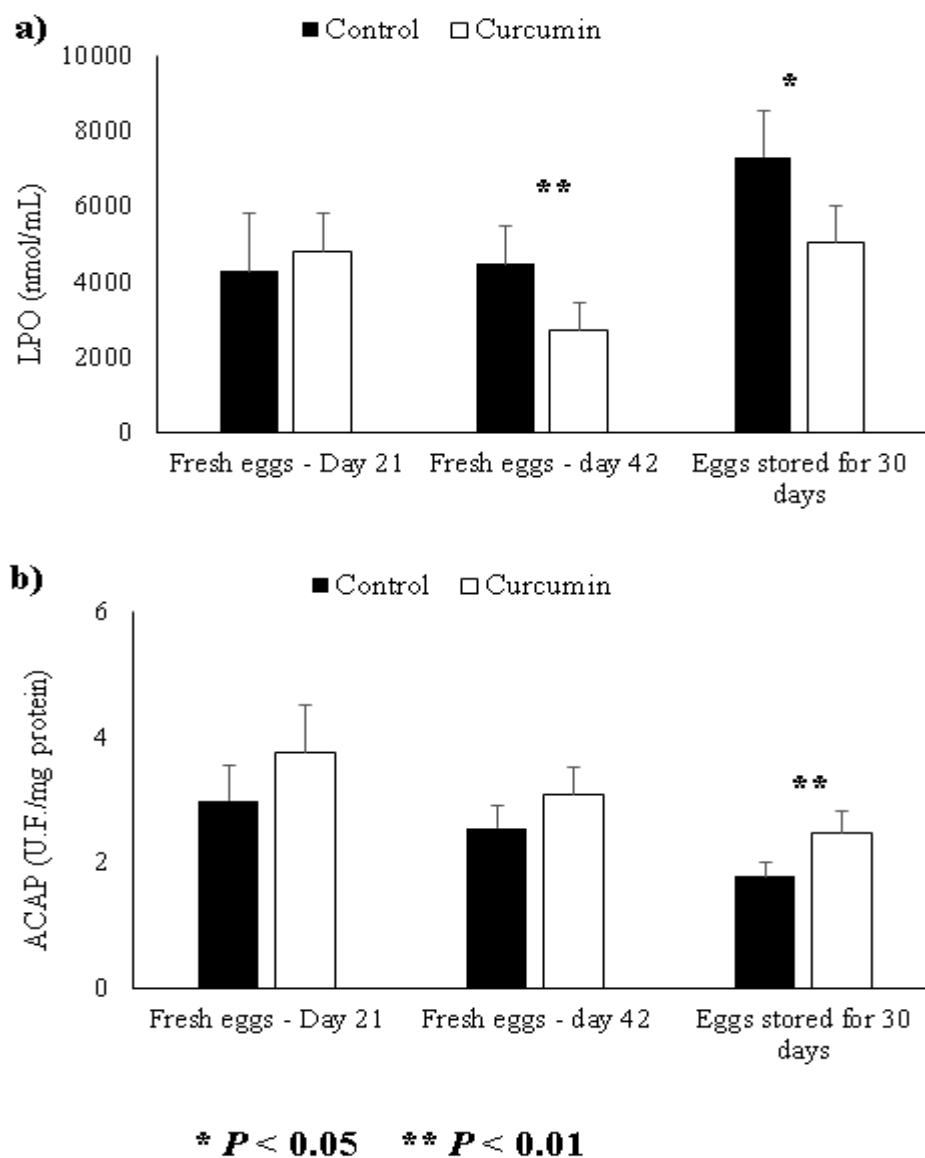 a)
■ Control □ Curcumin
10000
8000
6000
4000
2000
0
LPO (nmol/mL)
*
**
Fresh eggs - Day 21
Fresh eggs - day 42
Eggs stored for 30
days
b)
■ Control □ Curcumin
6
4
2
0
ACAP (U.F./mg protein)
**
Fresh eggs - Day 21
Fresh eggs - day 42
Eggs stored for 30
days
* P < 0.05 ** P < 0.01